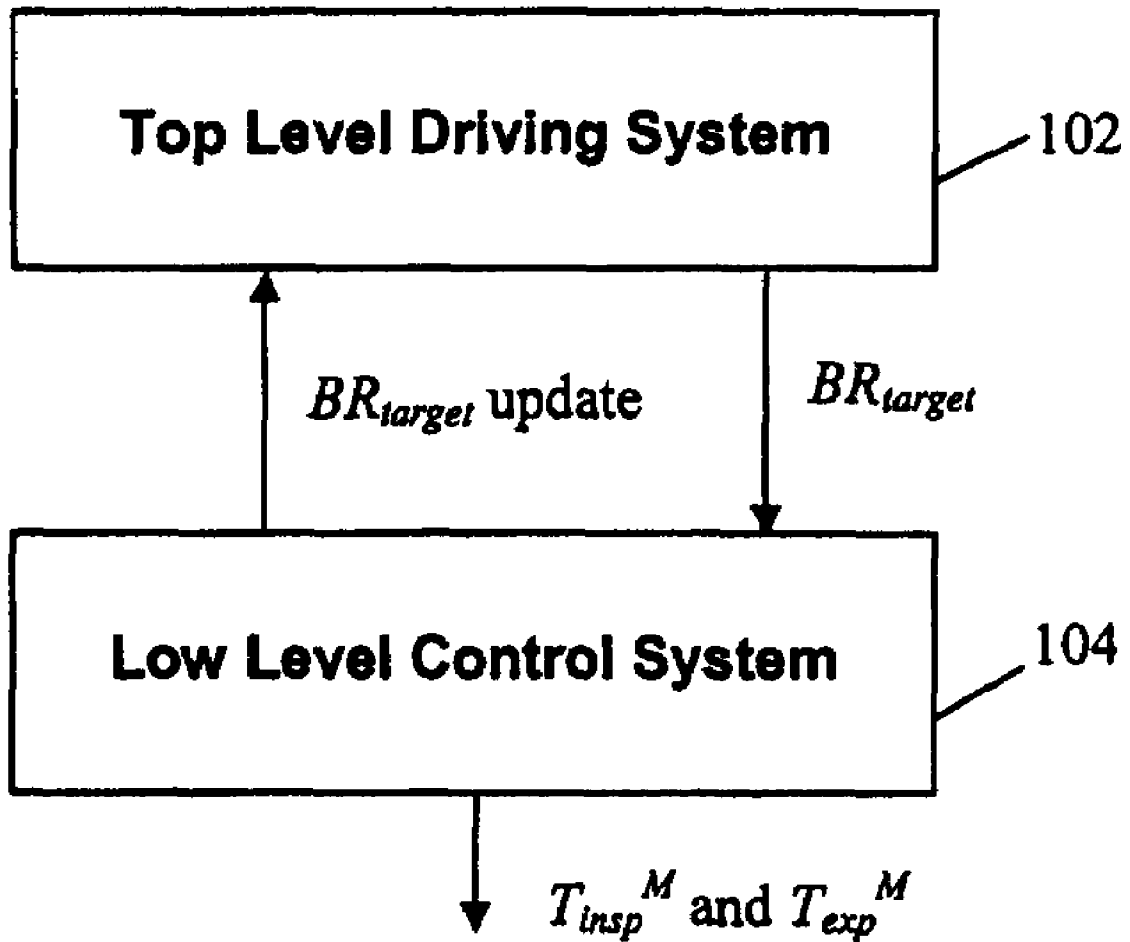 Top Level Driving System
102
BR_target update
BR_target
Low Level Control System
104
T_insp^M and T_exp^M